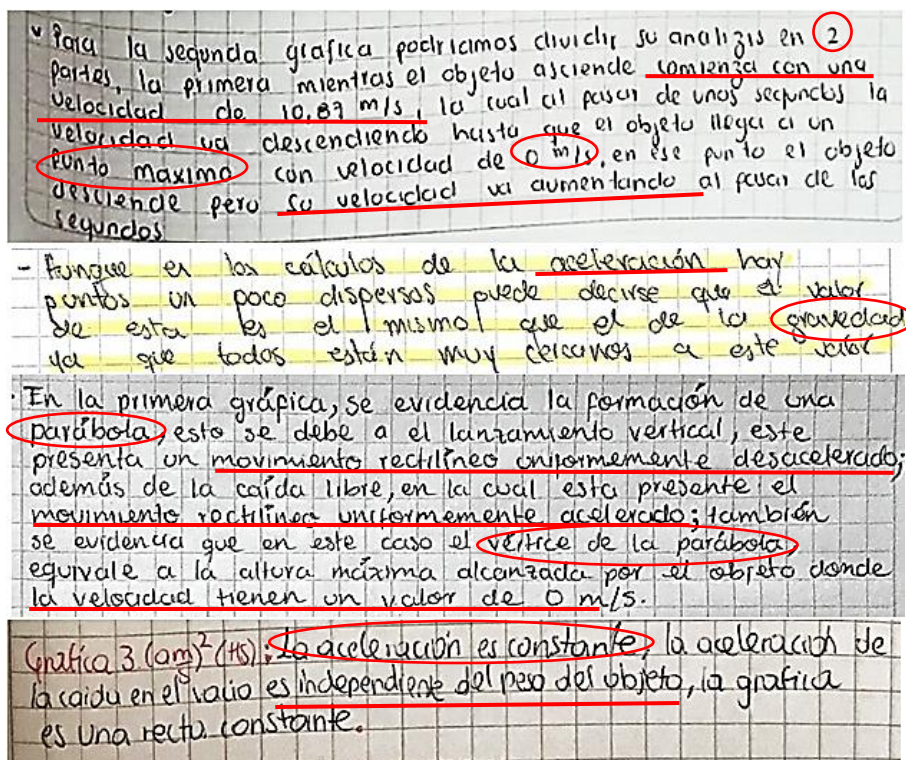 Para la segunda grafica podriamos dividir su analizis en 2
partes, la primera mientras el objeto asciende comienza con una
velocidad de 10.87 m/s, la cual al pasar de unos segundos la
velocidad va descendiendo hasta que el objeto llega a un
punto maximo con velocidad de 0 m/s, en ese punto el objeto
desciende pero su velocidad va aumentando al pasar de los
segundos
- Aunque en los cálculos de la aceleración hay
puntos un poco dispersos puede decirse que el valor
de esta es el mismo que el de la gravedad
ya que todos están muy cercanos a este valor
· En la primera gráfica, se evidencia la formación de una
parábola, esto se debe a el lanzamiento vertical, este
presenta un movimiento rectilíneo uniformemente desacelerado;
además de la caída libre, en la cual esta presente el
movimiento rectilíneo uniformemente acelerado; también
se evidencia que en este caso el vértice de la parábola,
equivale a la altura máxima alcanzada por el objeto donde
la velocidad tienen un valor de 0 m/s.
Grafica 3 : La aceleración es constante, la aceleración de
la caida en el vacio es independiente del peso del objeto, la grafica
es una recta constante.